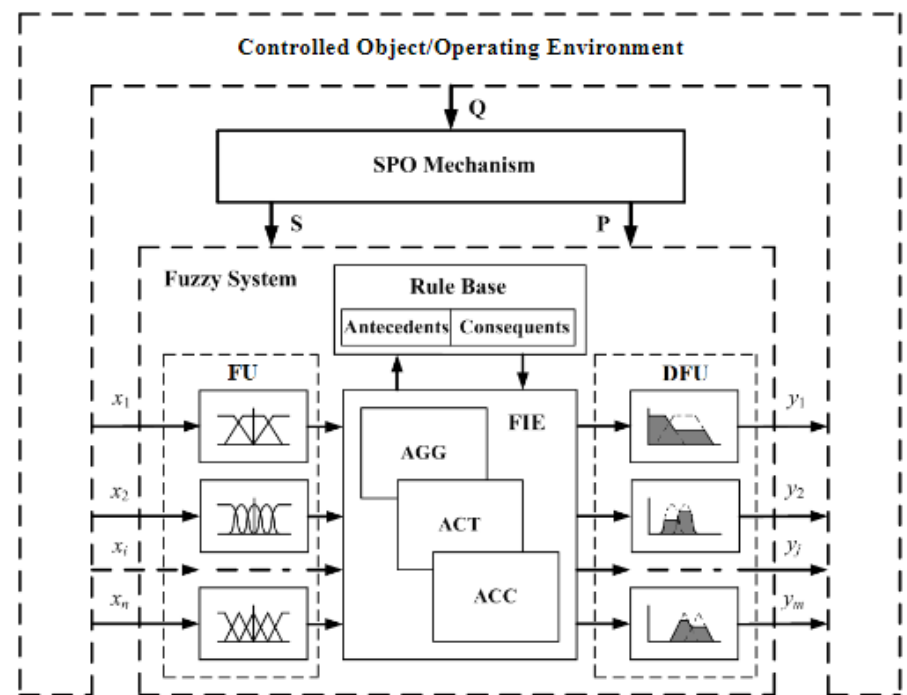 Controlled Object/Operating Environment
Q
SPO Mechanism
S
P
Fuzzy System
Rule Base
Antecedents
Consequents
FU
DFU
x1
FIE
y1
AGG
x2
y2
ACT
xi
yj
ACC
xn
ym